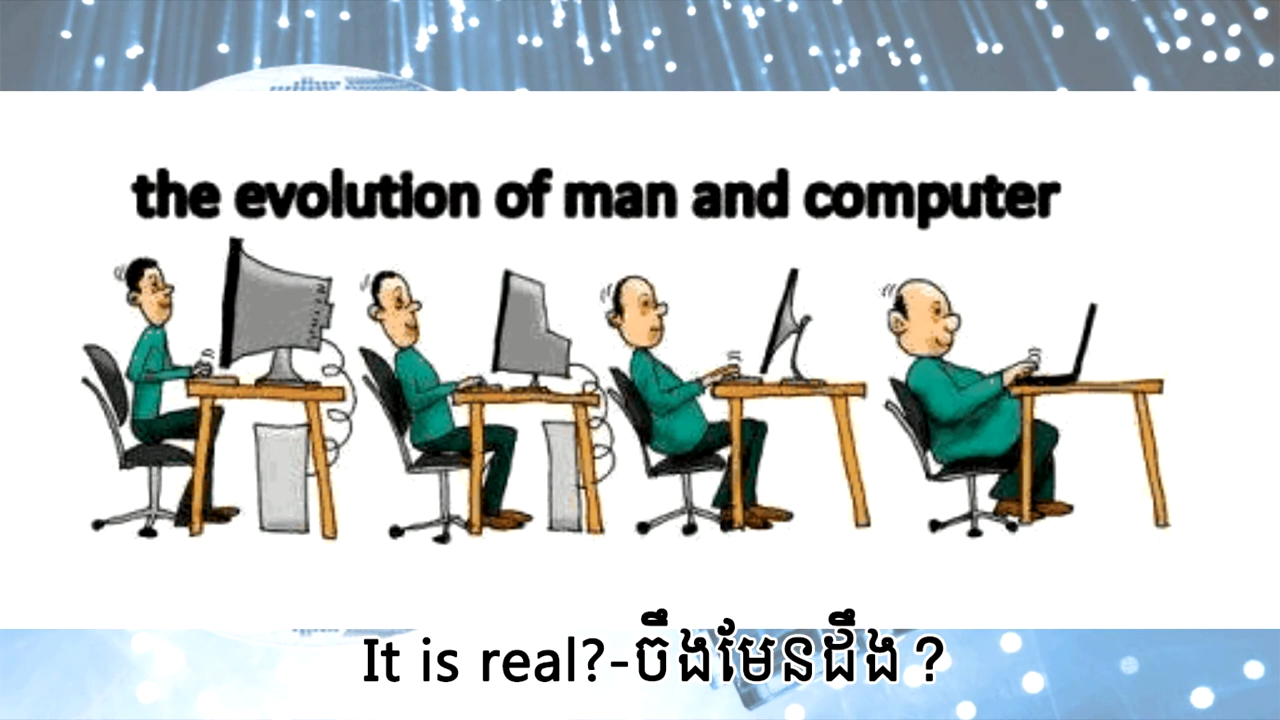 the evolution of man and computer
It is real?-ចឹងមែនដឹង ?